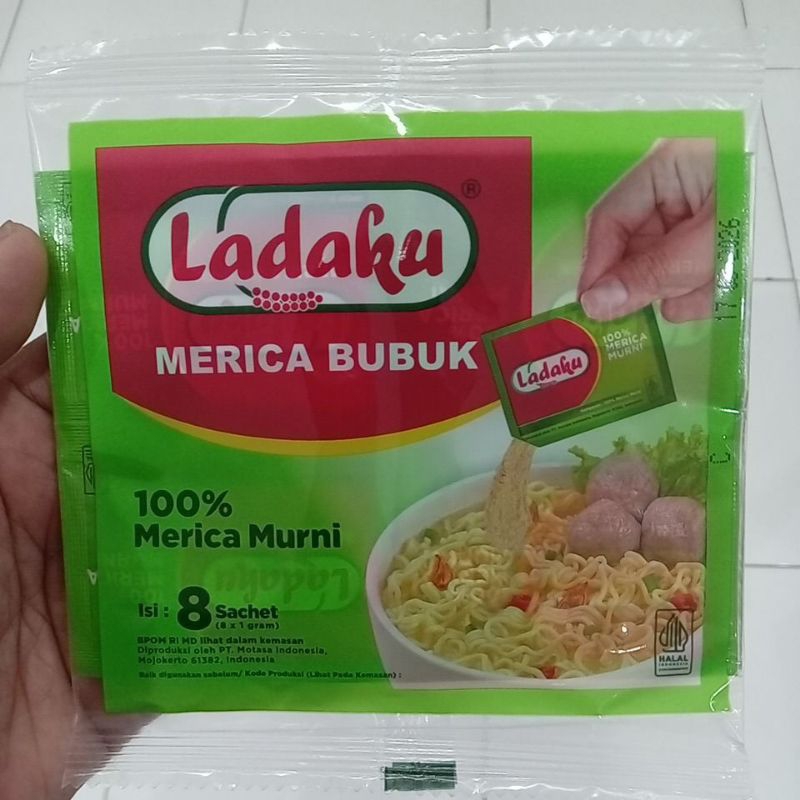 Ladaku
®
MERICA BUBUK
100%
MERICA
MURNI
Ladaku
100%
Merica Murni
Isi : 8 Sachet
(8 x 1 gram)
BPOM RI MD lihat dalam kemasan
Diproduksi oleh PT. Motasa Indonesia,
Mojokerto 61382, Indonesia
Baik digunakan sebelum/ Kode Produksi (Lihat Pada Kemasan) :
HALAL
INDONESIA